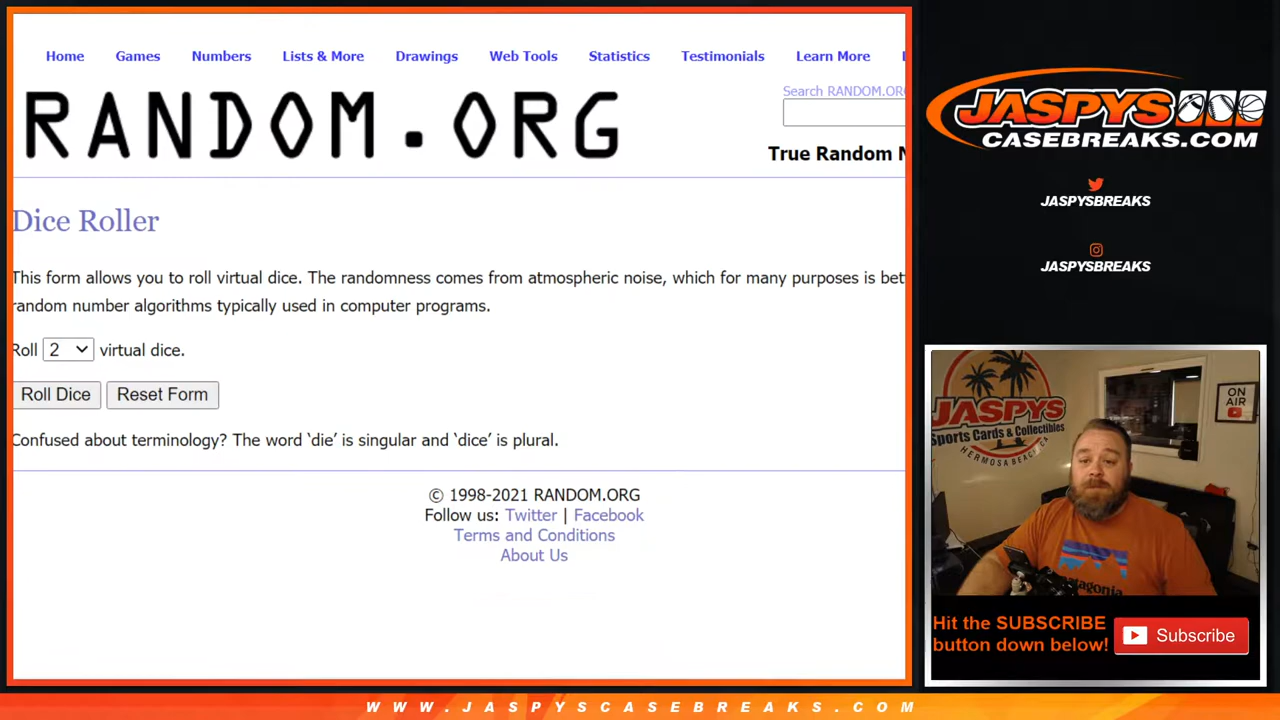 Home Games Numbers Lists & More Drawings Web Tools Statistics Testimonials Learn More
RANDOM.ORG
Search RANDOM.ORG
True Random N
Dice Roller
This form allows you to roll virtual dice. The randomness comes from atmospheric noise, which for many purposes is bet
random number algorithms typically used in computer programs.
Roll 2 virtual dice.
Roll Dice Reset Form
Confused about terminology? The word ‘die’ is singular and ‘dice’ is plural.
© 1998-2021 RANDOM.ORG
Follow us: Twitter | Facebook
Terms and Conditions
About Us
JASPYS
CASEBREAKS.COM
JASPYSBREAKS
JASPYSBREAKS
JASPYS
Sports Cards & Collectibles
HERMOSA BEACH, CA
ON
AIR
patagonia
Hit the SUBSCRIBE
button down below!
Subscribe
WWW.JASPYSCASEBREAKS.COM